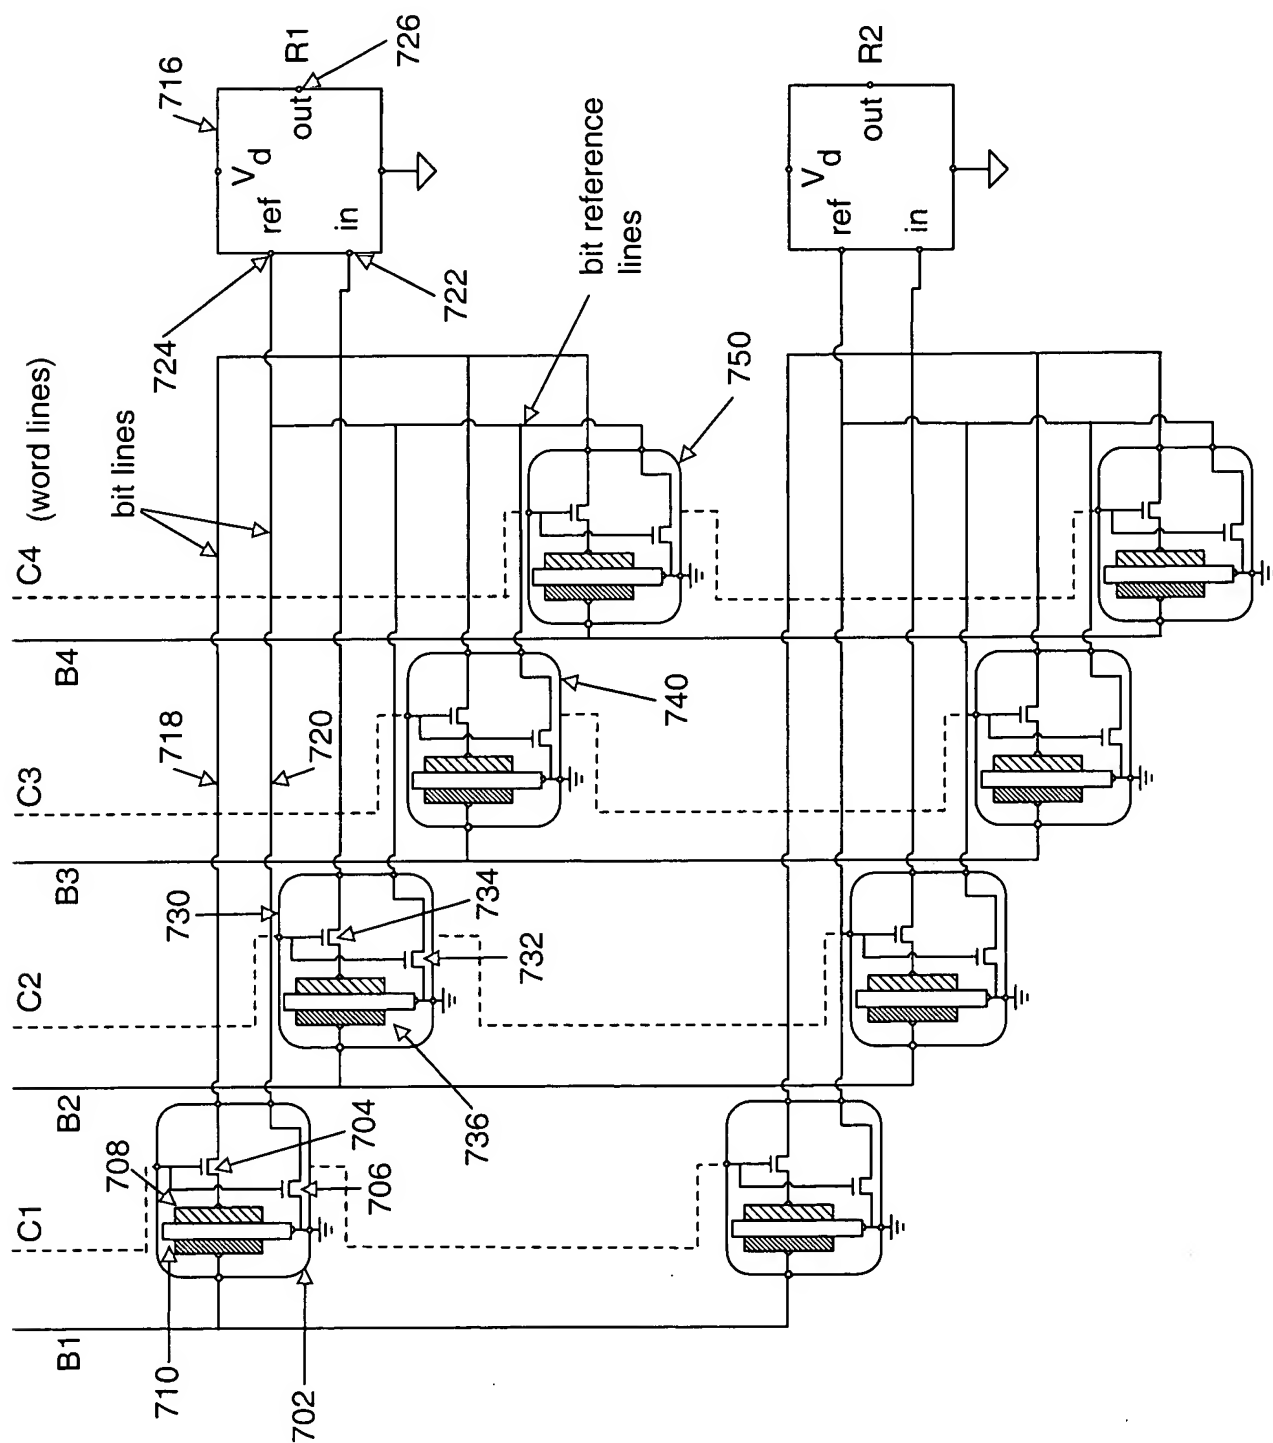 C4 (word lines)
bit lines
716
V
d
ref
in
out
R1
726
724
722
bit reference
lines
B4
C3
718
720
740
750
B3
C2
730
734
732
736
B2
C1
708
704
706
B1
710
702
V
d
ref
in
out
R2